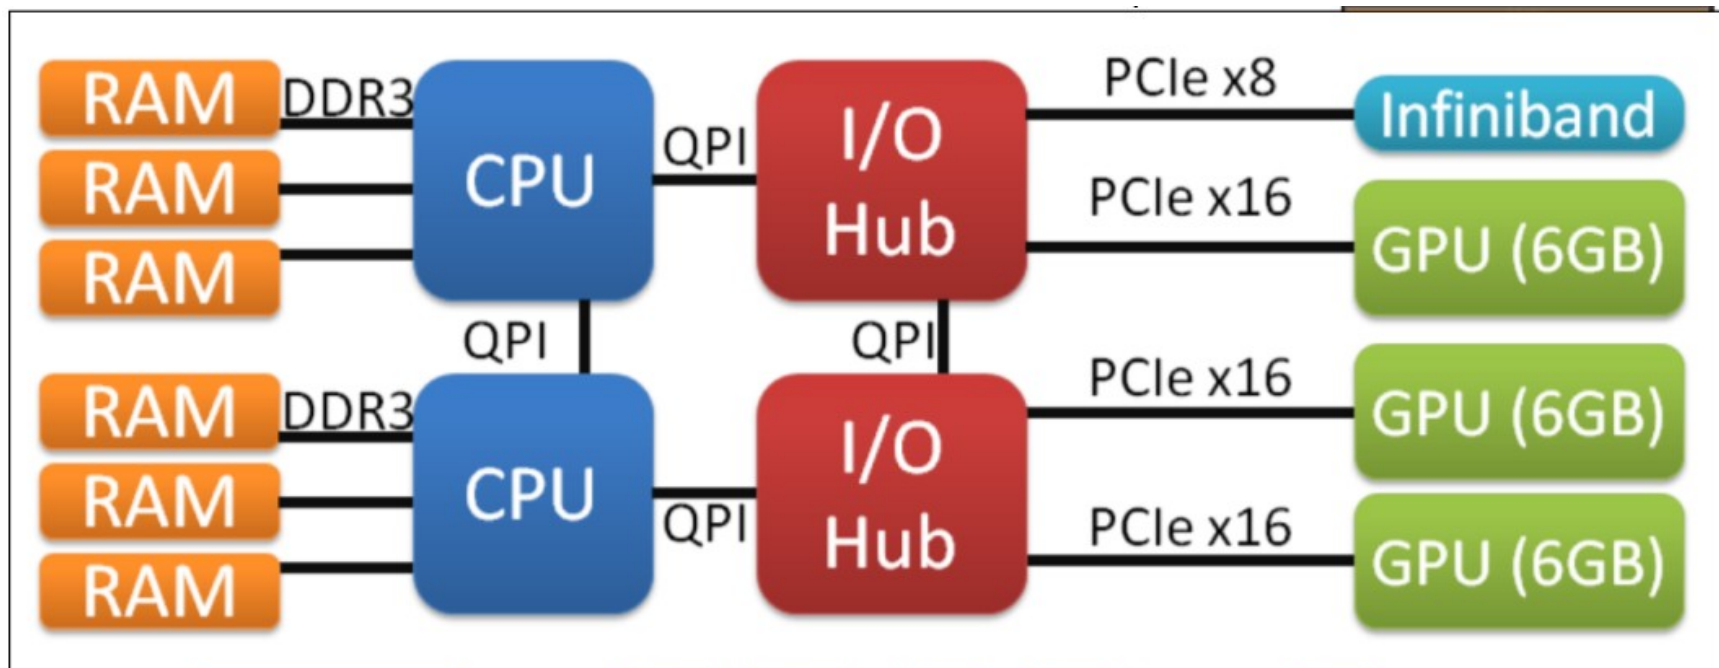 RAM
DDR3
RAM
RAM
CPU
QPI
I/O
Hub
PCIe x8
Infiniband
PCIe x16
GPU (6GB)
QPI
QPI
RAM
DDR3
RAM
RAM
CPU
QPI
I/O
Hub
PCIe x16
GPU (6GB)
PCIe x16
GPU (6GB)